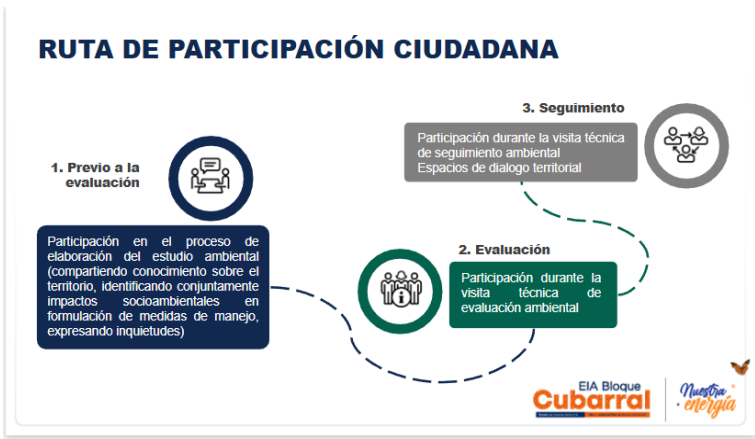 RUTA DE PARTICIPACIÓN CIUDADANA
1. Previo a la
evaluación
Participación en el proceso de
elaboración del estudio ambiental
(compartiendo conocimiento sobre el
territorio, identificando conjuntamente
impactos socioambientales en
formulación de medidas de manejo,
expresando inquietudes)
2. Evaluación
Participación durante la
visita técnica de
evaluación ambiental
3. Seguimiento
Participación durante la visita técnica
de seguimiento ambiental
Espacios de dialogo territorial
EIA Bloque
Cubarral
Nuestra
energía